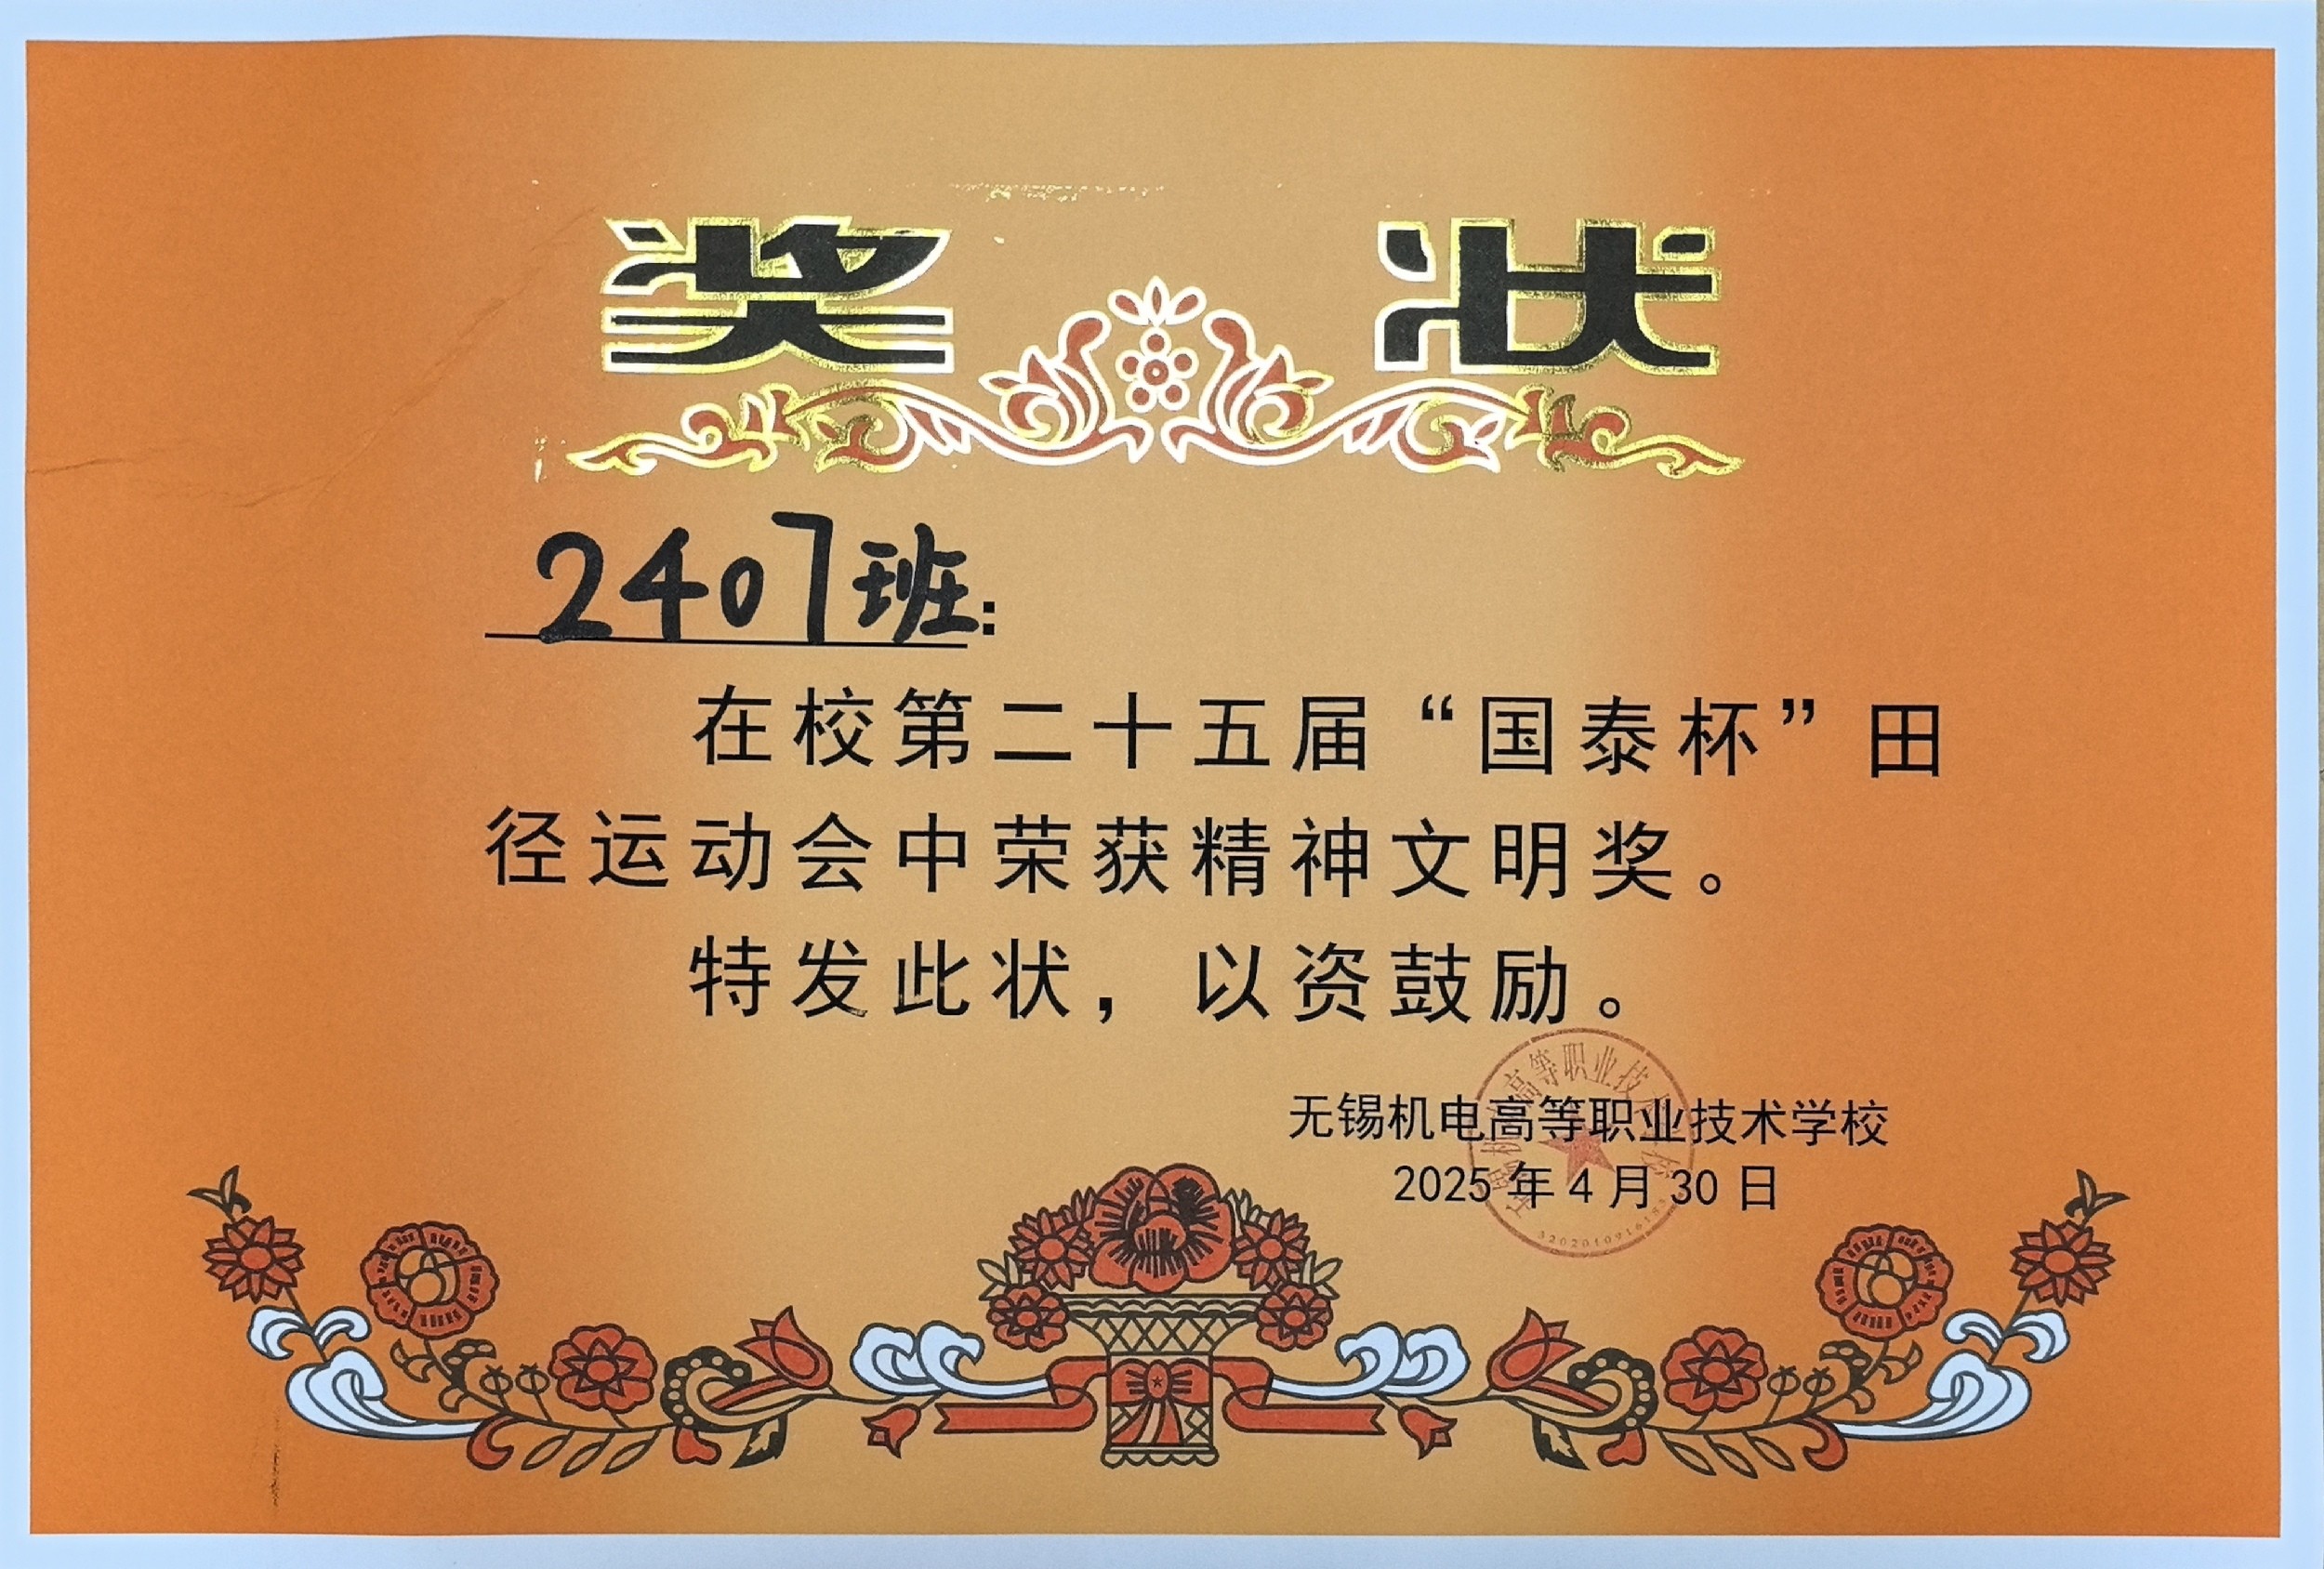 奖 状
2407班:
在校第二十五届“国泰杯”田
径运动会中荣获精神文明奖。
特发此状，以资鼓励。
无锡机电高等职业技术学校
2025年4月30日